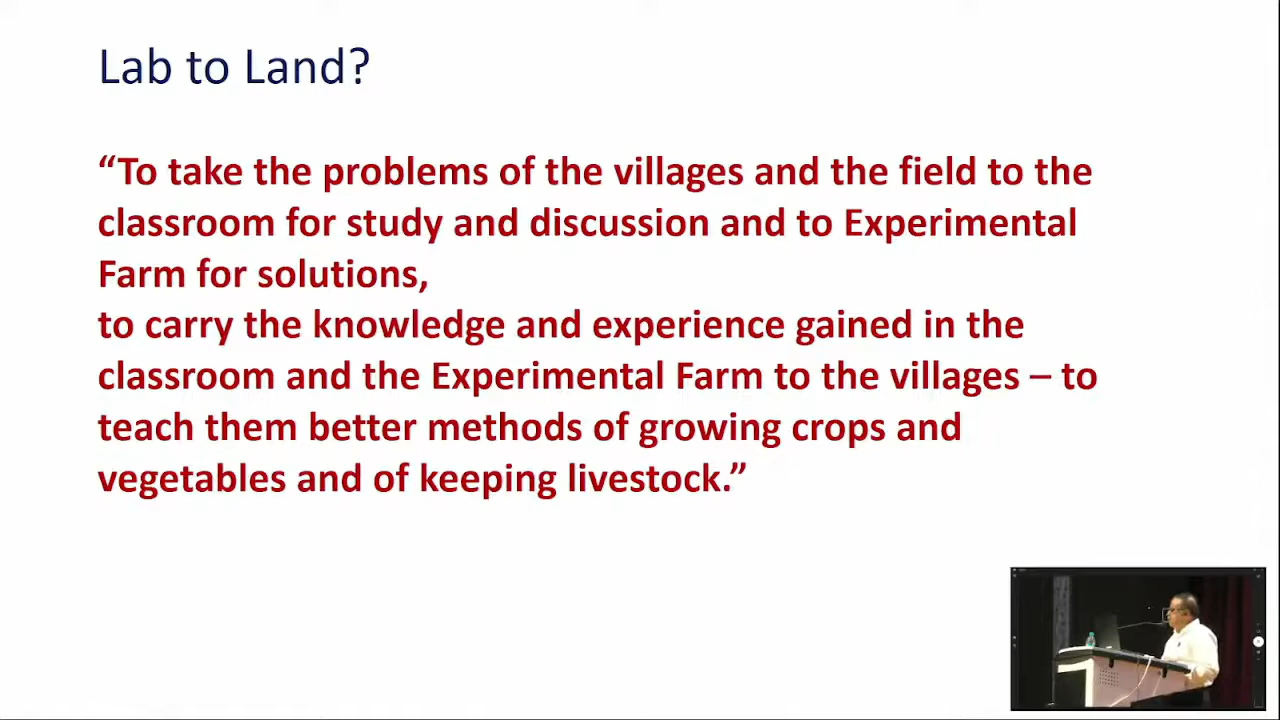 Lab to Land?
“To take the problems of the villages and the field to the
classroom for study and discussion and to Experimental
Farm for solutions,
to carry the knowledge and experience gained in the
classroom and the Experimental Farm to the villages – to
teach them better methods of growing crops and
vegetables and of keeping livestock.”